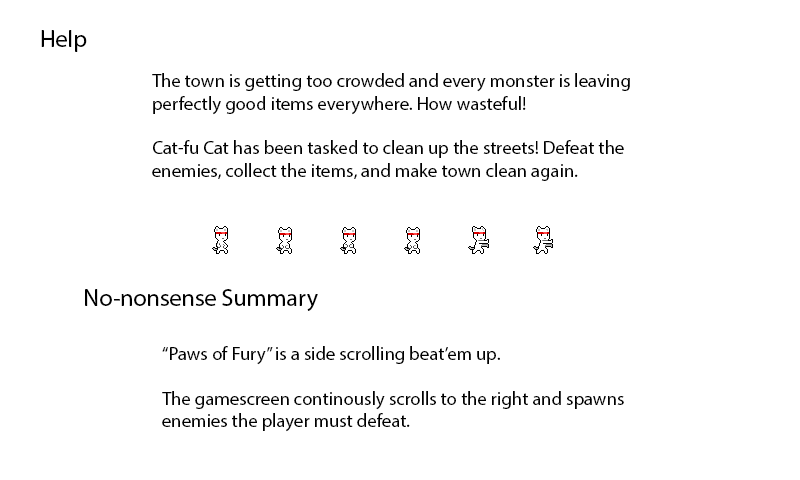 Help
The town is getting too crowded and every monster is leaving
perfectly good items everywhere. How wasteful!
Cat-fu Cat has been tasked to clean up the streets! Defeat the
enemies, collect the items, and make town clean again.
No-nonsense Summary
“Paws of Fury” is a side scrolling beat’em up.
The gamescreen continously scrolls to the right and spawns
enemies the player must defeat.